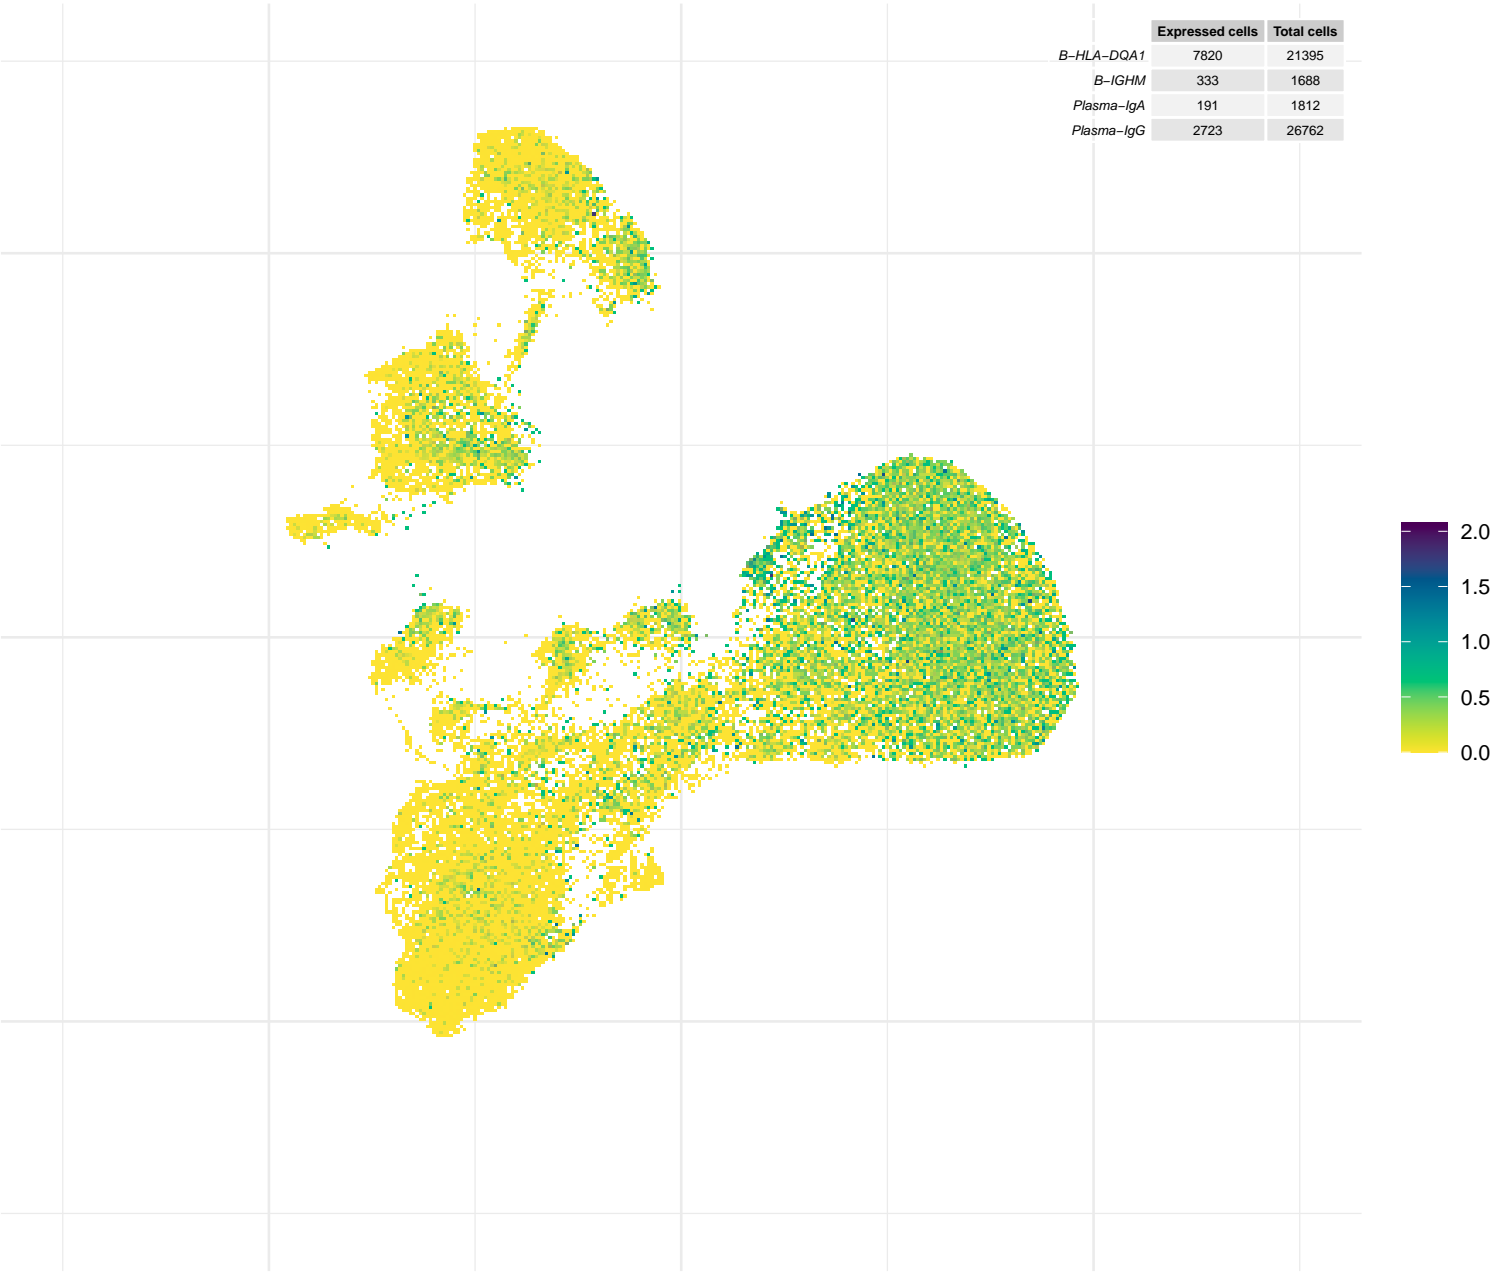 Expressed cells Total cells
B−HLA−DQA1 7820 21395
B−IGHM 333 1688
Plasma−IgA 191 1812
Plasma−IgG 2723 26762
2.0
1.5
1.0
0.5
0.0